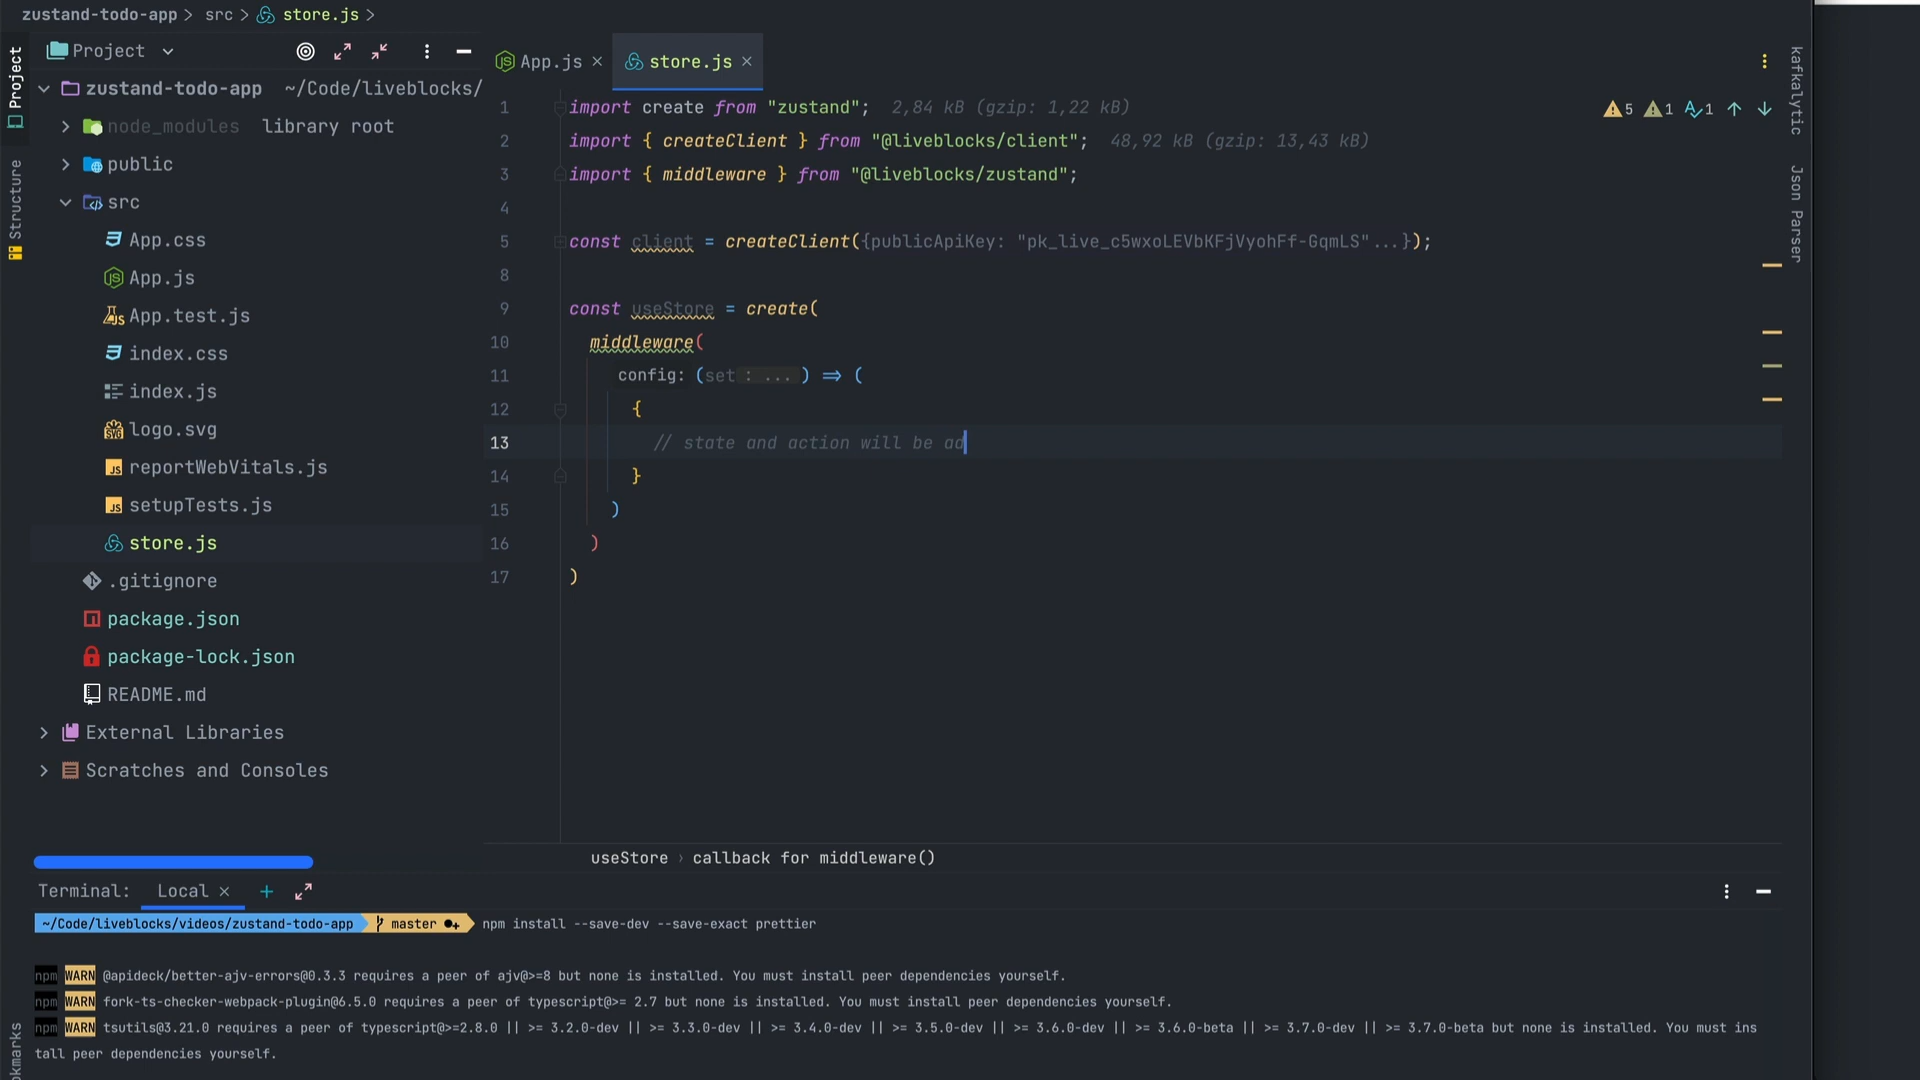 zustand-todo-app > src > store.js >
Project
zustand-todo-app ~/Code/liveblocks/
node_modules library root
public
src
App.css
App.js
App.test.js
index.css
index.js
logo.svg
reportWebVitals.js
setupTests.js
store.js
.gitignore
package.json
package-lock.json
README.md
External Libraries
Scratches and Consoles
Project
Structure
App.js
store.js
1 import create from "zustand"; 2,84 kB (gzip: 1,22 kB)
2 import { createClient } from "@liveblocks/client"; 48,92 kB (gzip: 13,43 kB)
3 import { middleware } from "@liveblocks/zustand";
4
5 const client = createClient({publicApiKey: "pk_live_c5wxoLEVbKFjVyohFf-GqmLS"...});
8
9 const useStore = create(
10 middleware(
11 config: (set : ... ) => (
12 {
13 // state and action will be ad
14 }
15 )
16 )
17 )
5 1 1
kafkalytic
Json Parser
useStore › callback for middleware()
Terminal: Local
~/Code/liveblocks/videos/zustand-todo-app master ●+ npm install --save-dev --save-exact prettier
npm WARN @apideck/better-ajv-errors@0.3.3 requires a peer of ajv@>=8 but none is installed. You must install peer dependencies yourself.
npm WARN fork-ts-checker-webpack-plugin@6.5.0 requires a peer of typescript@>= 2.7 but none is installed. You must install peer dependencies yourself.
npm WARN tsutils@3.21.0 requires a peer of typescript@>=2.8.0 || >= 3.2.0-dev || >= 3.3.0-dev || >= 3.4.0-dev || >= 3.5.0-dev || >= 3.6.0-dev || >= 3.6.0-beta || >= 3.7.0-dev || >= 3.7.0-beta but none is installed. You must ins
tall peer dependencies yourself.
okmarks